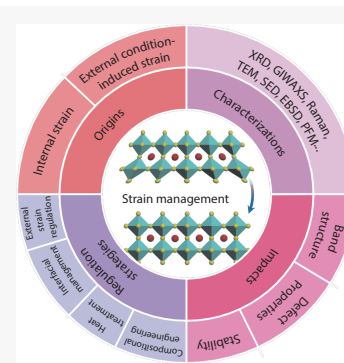 External condition-
induced strain
Internal strain
Origins
XRD, GIWAXS, Raman,
TEM, SED, EBSD, PFM...
Characterizations
Strain management
External
strain
regulation
Interfacial
management
Heat
treatment
Compositional
engineering
Regulation
strategies
Impacts
Band
structure
Defect
Properties
Stability